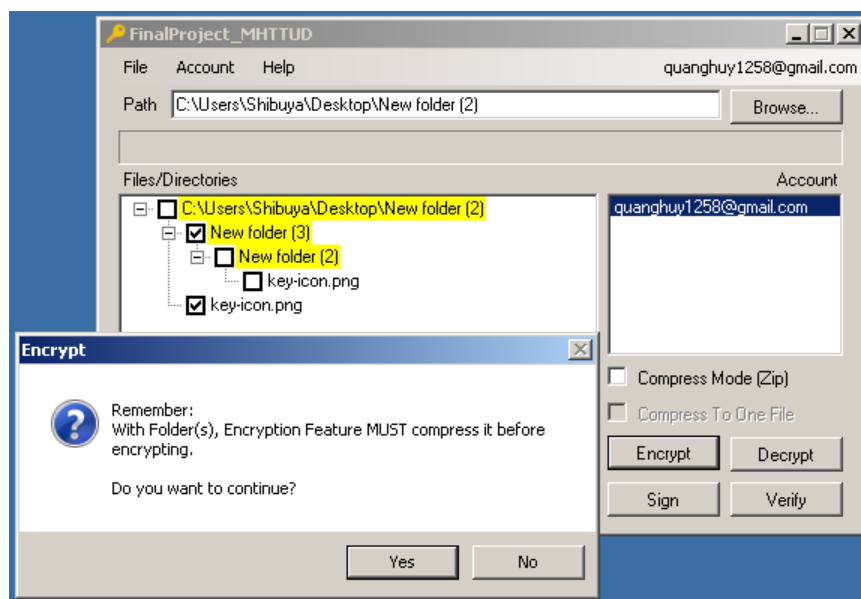 FinalProject_MHTTUD
File Account Help quanghuy1258@gmail.com
Path C:\Users\Shibuya\Desktop\New folder (2) Browse...
Files/Directories Account
C:\Users\Shibuya\Desktop\New folder (2) quanghuy1258@gmail.com
New folder (3)
New folder (2)
key-icon.png
key-icon.png
Encrypt
Remember:
With Folder(s), Encryption Feature MUST compress it before
encrypting.
Do you want to continue?
Yes No
Compress Mode (Zip)
Compress To One File
Encrypt Decrypt
Sign Verify